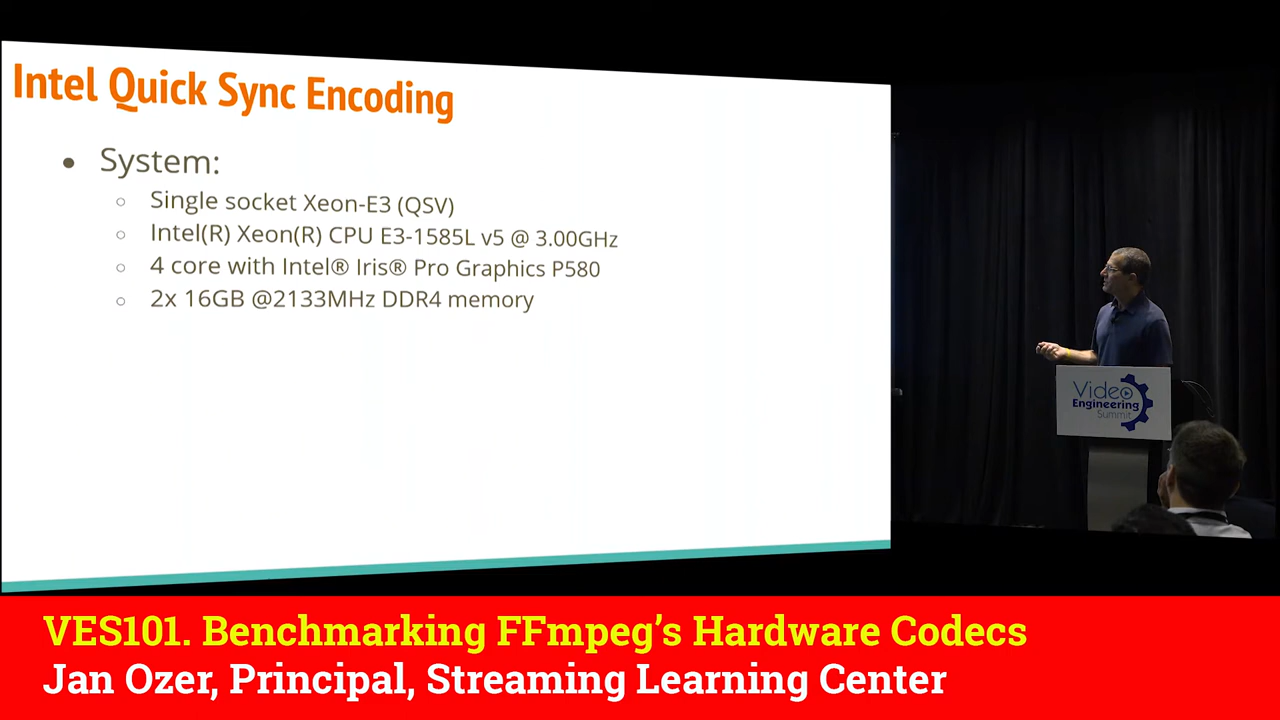 Intel Quick Sync Encoding
• System:
○ Single socket Xeon-E3 (QSV)
○ Intel(R) Xeon(R) CPU E3-1585L v5 @ 3.00GHz
○ 4 core with Intel® Iris® Pro Graphics P580
○ 2x 16GB @2133MHz DDR4 memory
Video
Engineering
Summit
VES101. Benchmarking FFmpeg’s Hardware Codecs
Jan Ozer, Principal, Streaming Learning Center